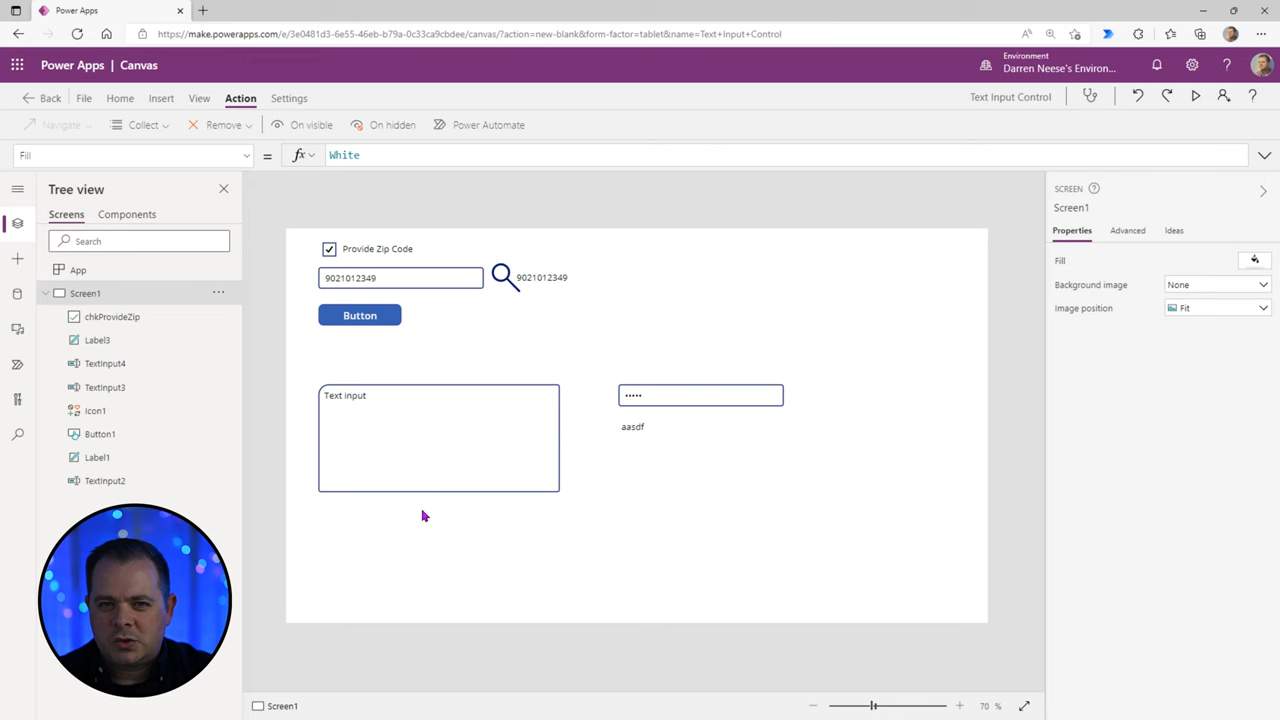 Power Apps
https://make.powerapps.com/e/3e0481d3-6e55-46eb-b79a-0c33ca9cbdee/canvas/?action=new-blank&form-factor=tablet&name=Text+Input+Control
Power Apps | Canvas
Environment
Darren Neese's Environ...
Back File Home Insert View Action Settings
Text Input Control
Navigate Collect Remove On visible On hidden Power Automate
Fill = fx White
Tree view
Screens Components
Search
App
Screen1
chkProvideZip
Label3
TextInput4
TextInput3
Icon1
Button1
Label1
TextInput2
Provide Zip Code
9021012349 9021012349
Button
Text input
•••••
aasdf
SCREEN
Screen1
Properties Advanced Ideas
Fill
Background image None
Image position Fit
Screen1
70 %